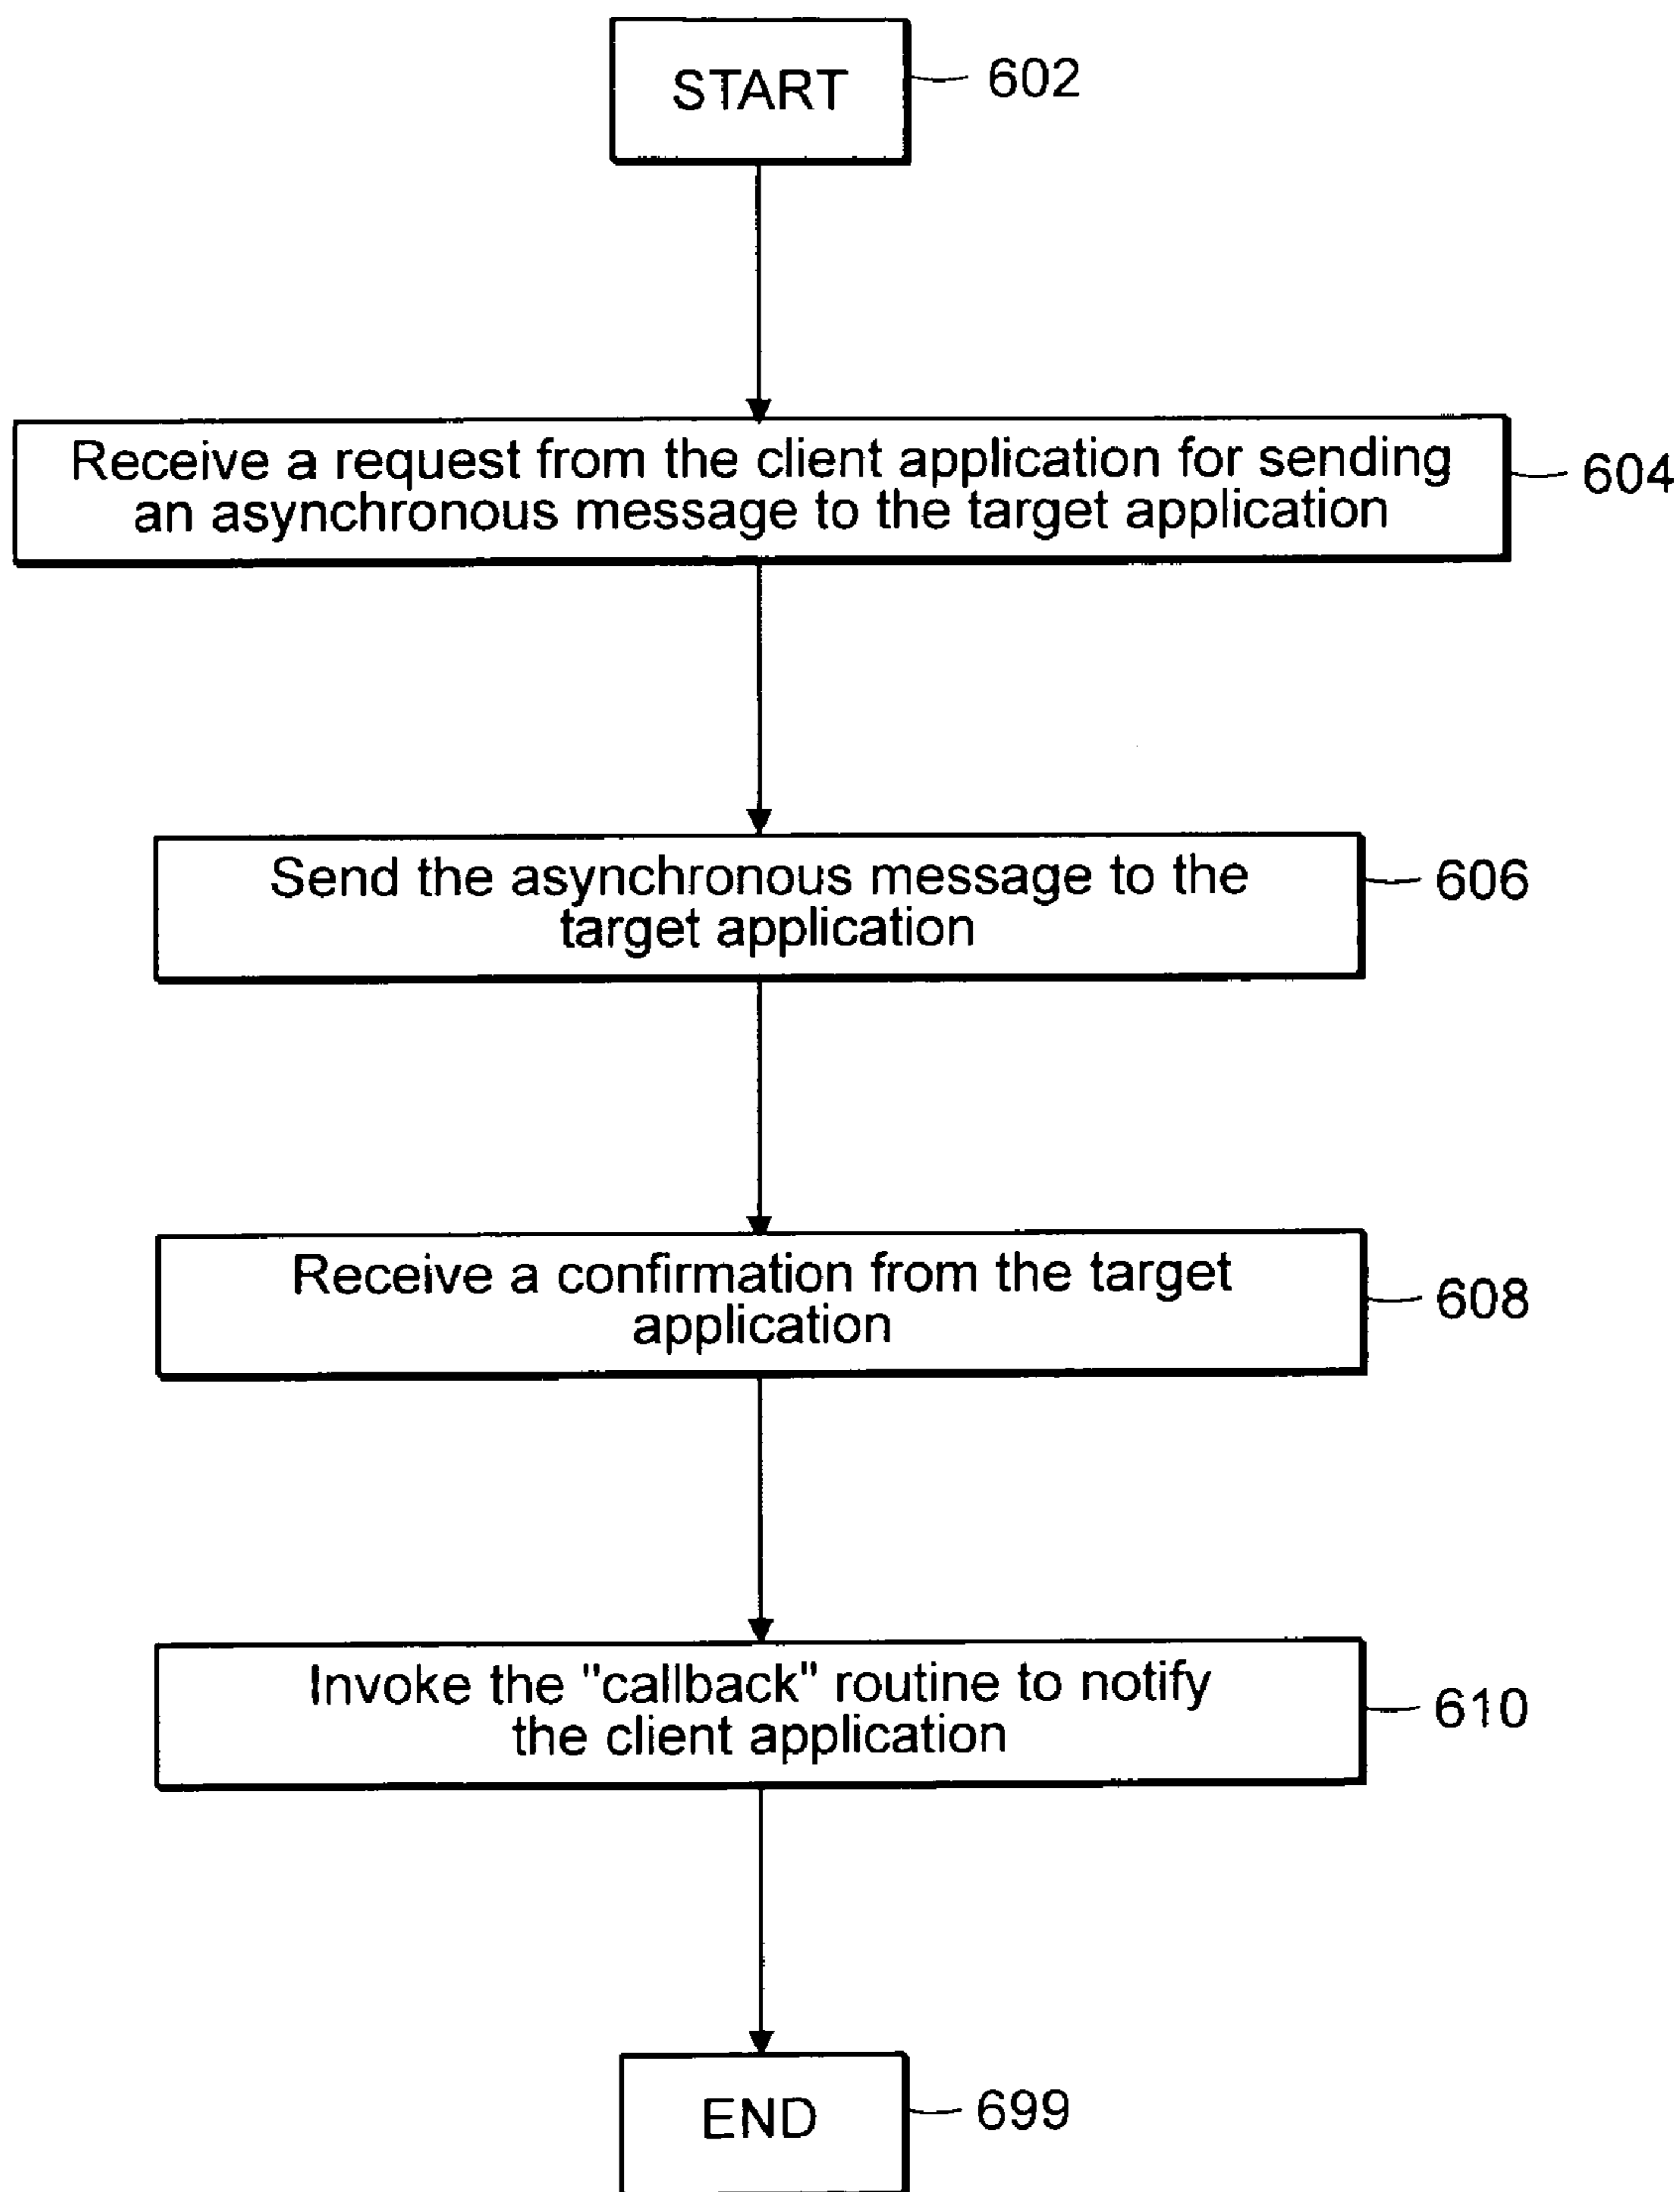 START
602
Receive a request from the client application for sending
an asynchronous message to the target application
604
Send the asynchronous message to the
target application
606
Receive a confirmation from the target
application
608
Invoke the "callback" routine to notify
the client application
610
END
699